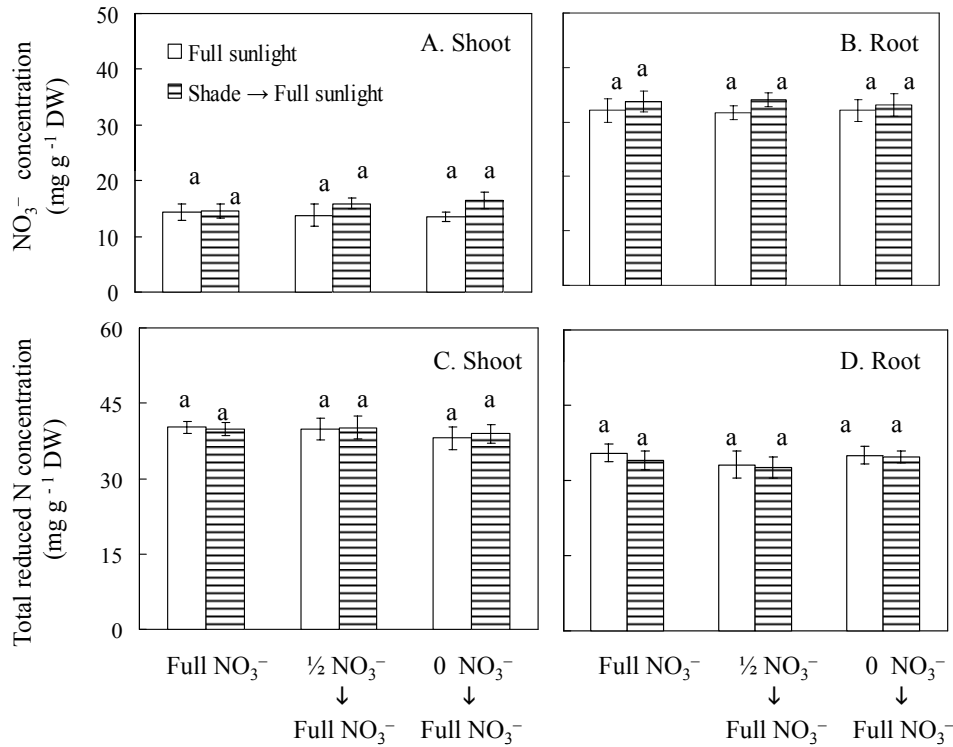 NO₃⁻ concentration
(mg g ⁻¹ DW)
50
40
30
20
10
0
Full sunlight
Shade → Full sunlight
A. Shoot
a a a a a a
B. Root
a a a a a a
Total reduced N concentration
(mg g ⁻¹ DW)
60
45
30
15
0
C. Shoot
a a a a a a
D. Root
a a a a a a
Full NO₃⁻ ½ NO₃⁻ 0 NO₃⁻
↓ ↓
Full NO₃⁻ Full NO₃⁻
Full NO₃⁻ ½ NO₃⁻ 0 NO₃⁻
↓ ↓
Full NO₃⁻ Full NO₃⁻